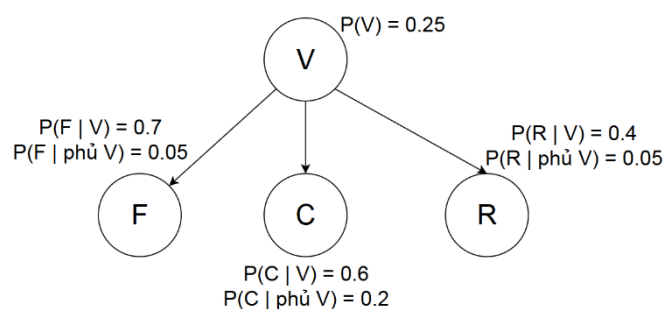 P(V) = 0.25
V
P(F | V) = 0.7
P(F | phủ V) = 0.05
P(R | V) = 0.4
P(R | phủ V) = 0.05
F
C
R
P(C | V) = 0.6
P(C | phủ V) = 0.2